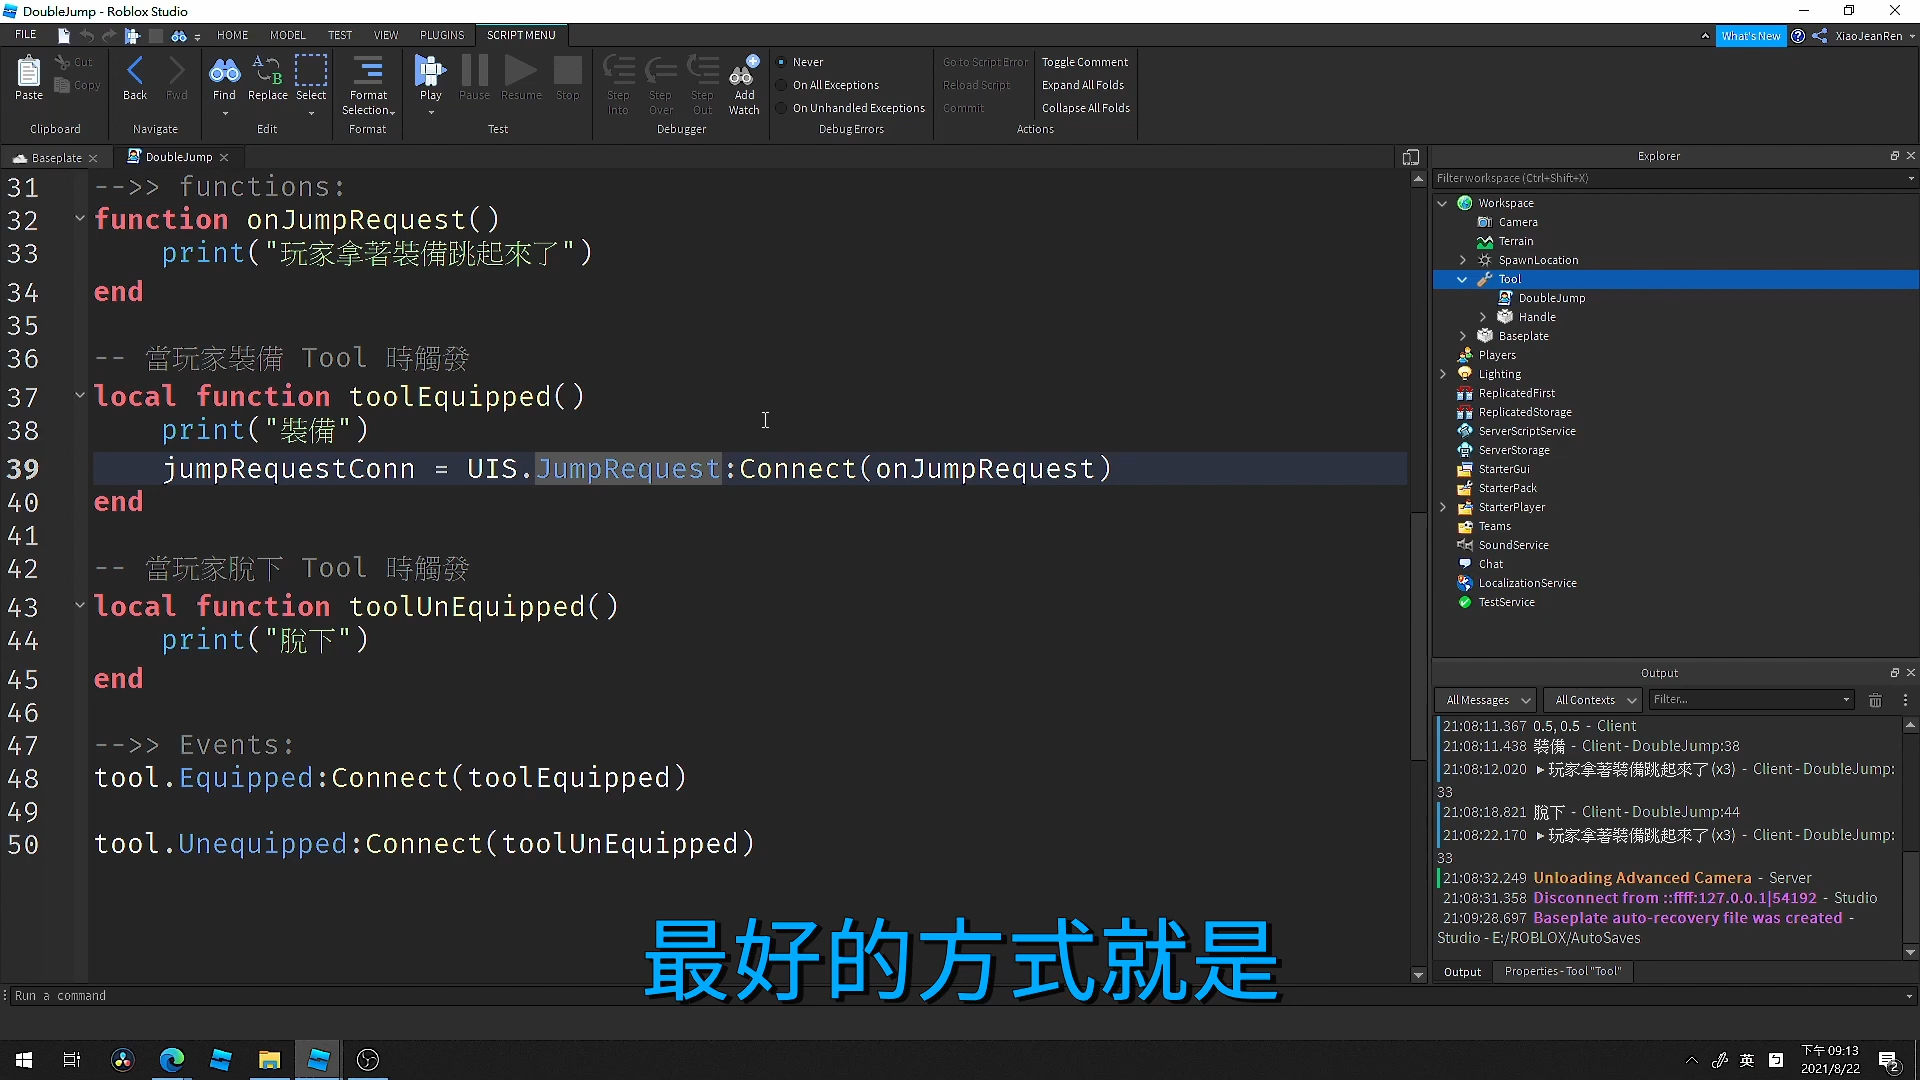 DoubleJump - Roblox Studio
FILE HOME MODEL TEST VIEW PLUGINS SCRIPT MENU What's New XiaoJeanRen
Paste Cut Copy Back Fwd Find Replace Select Format Selection Play Pause Resume Stop Step Into Step Over Step Out Add Watch
Never Go to Script Error Toggle Comment
On All Exceptions Reload Script Expand All Folds
On Unhandled Exceptions Commit Collapse All Folds
Clipboard Navigate Edit Format Test Debugger Debug Errors Actions
Baseplate DoubleJump
31 -->> functions:
32 function onJumpRequest()
33 print("玩家拿著裝備跳起來了")
34 end
35
36 -- 當玩家裝備 Tool 時觸發
37 local function toolEquipped()
38 print("裝備")
39 jumpRequestConn = UIS.JumpRequest:Connect(onJumpRequest)
40 end
41
42 -- 當玩家脫下 Tool 時觸發
43 local function toolUnEquipped()
44 print("脫下")
45 end
46
47 -->> Events:
48 tool.Equipped:Connect(toolEquipped)
49
50 tool.Unequipped:Connect(toolUnEquipped)
Explorer
Filter workspace (Ctrl+Shift+X)
Workspace
Camera
Terrain
SpawnLocation
Tool
DoubleJump
Handle
Baseplate
Players
Lighting
ReplicatedFirst
ReplicatedStorage
ServerScriptService
ServerStorage
StarterGui
StarterPack
StarterPlayer
Teams
SoundService
Chat
LocalizationService
TestService
Output
All Messages All Contexts Filter...
21:08:11.367 0.5, 0.5 - Client
21:08:11.438 裝備 - Client - DoubleJump:38
21:08:12.020 ▸玩家拿著裝備跳起來了 (x3) - Client - DoubleJump:
33
21:08:18.821 脫下 - Client - DoubleJump:44
21:08:22.170 ▸玩家拿著裝備跳起來了 (x3) - Client - DoubleJump:
33
21:08:32.249 Unloading Advanced Camera - Server
21:08:31.358 Disconnect from ::ffff:127.0.0.1|54192 - Studio
21:09:28.697 Baseplate auto-recovery file was created -
Studio - E:/ROBLOX/AutoSaves
Output Properties - Tool "Tool"
最好的方式就是
Run a command
英 下午 09:13
2021/8/22
2